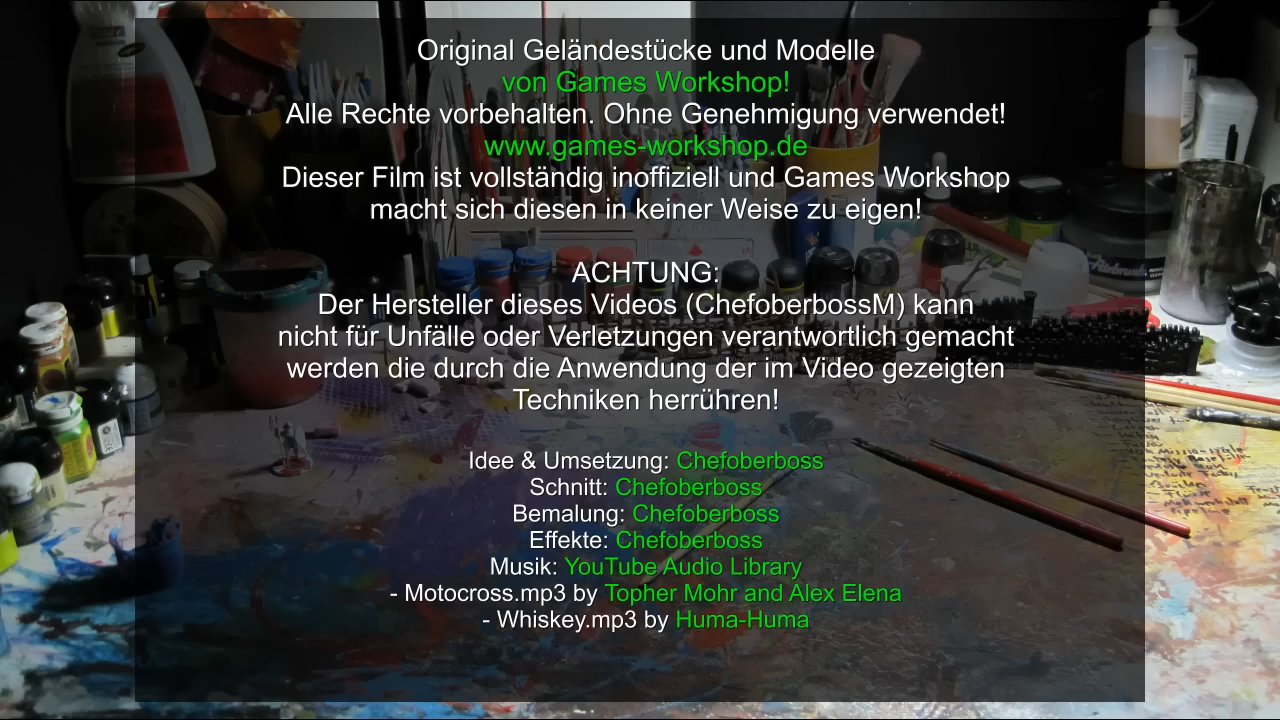 Original Geländestücke und Modelle
von Games Workshop!
Alle Rechte vorbehalten. Ohne Genehmigung verwendet!
www.games-workshop.de
Dieser Film ist vollständig inoffiziell und Games Workshop
macht sich diesen in keiner Weise zu eigen!
ACHTUNG:
Der Hersteller dieses Videos (ChefoberbossM) kann
nicht für Unfälle oder Verletzungen verantwortlich gemacht
werden die durch die Anwendung der im Video gezeigten
Techniken herrühren!
Idee & Umsetzung: Chefoberboss
Schnitt: Chefoberboss
Bemalung: Chefoberboss
Effekte: Chefoberboss
Musik: YouTube Audio Library
- Motocross.mp3 by Topher Mohr and Alex Elena
- Whiskey.mp3 by Huma-Huma
Airbrush